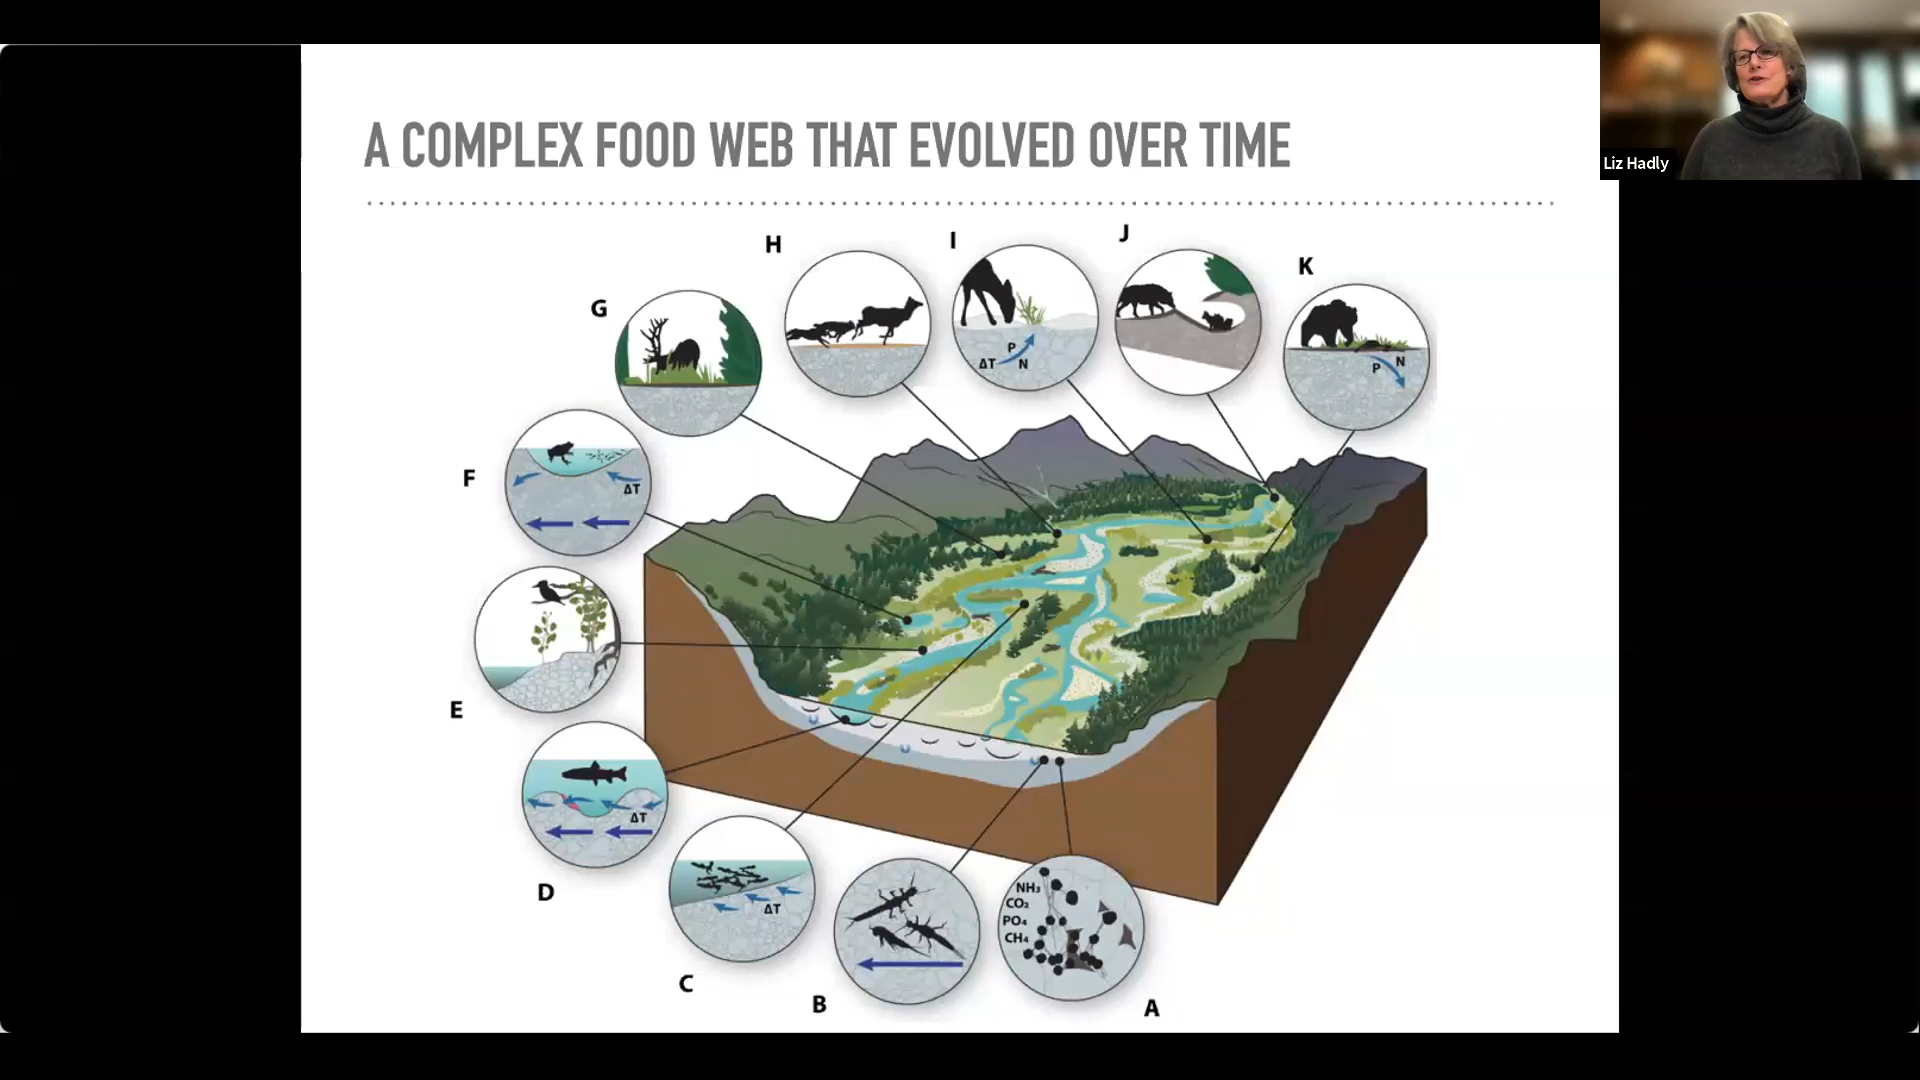 A COMPLEX FOOD WEB THAT EVOLVED OVER TIME
Liz Hadly
H
I
J
K
G
P
ΔT
N
N
P
F
ΔT
E
ΔT
D
ΔT
C
B
NH₃
CO₂
PO₄
CH₄
A